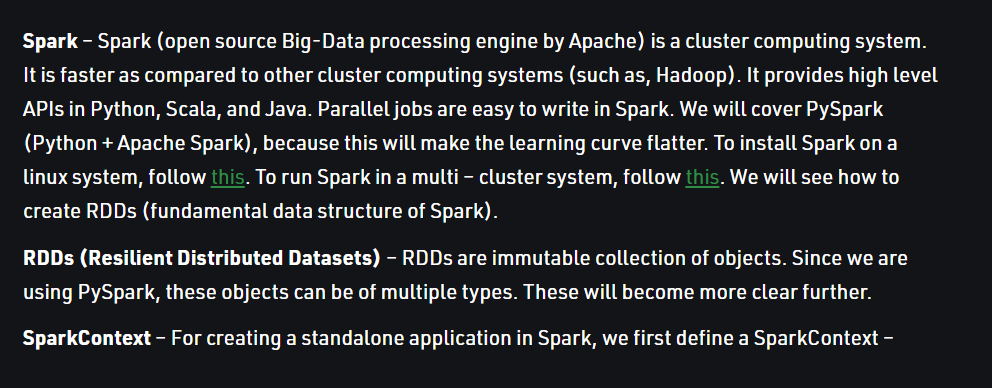 Spark – Spark (open source Big-Data processing engine by Apache) is a cluster computing system.
It is faster as compared to other cluster computing systems (such as, Hadoop). It provides high level
APIs in Python, Scala, and Java. Parallel jobs are easy to write in Spark. We will cover PySpark
(Python + Apache Spark), because this will make the learning curve flatter. To install Spark on a
linux system, follow this. To run Spark in a multi – cluster system, follow this. We will see how to
create RDDs (fundamental data structure of Spark).
RDDs (Resilient Distributed Datasets) – RDDs are immutable collection of objects. Since we are
using PySpark, these objects can be of multiple types. These will become more clear further.
SparkContext – For creating a standalone application in Spark, we first define a SparkContext –